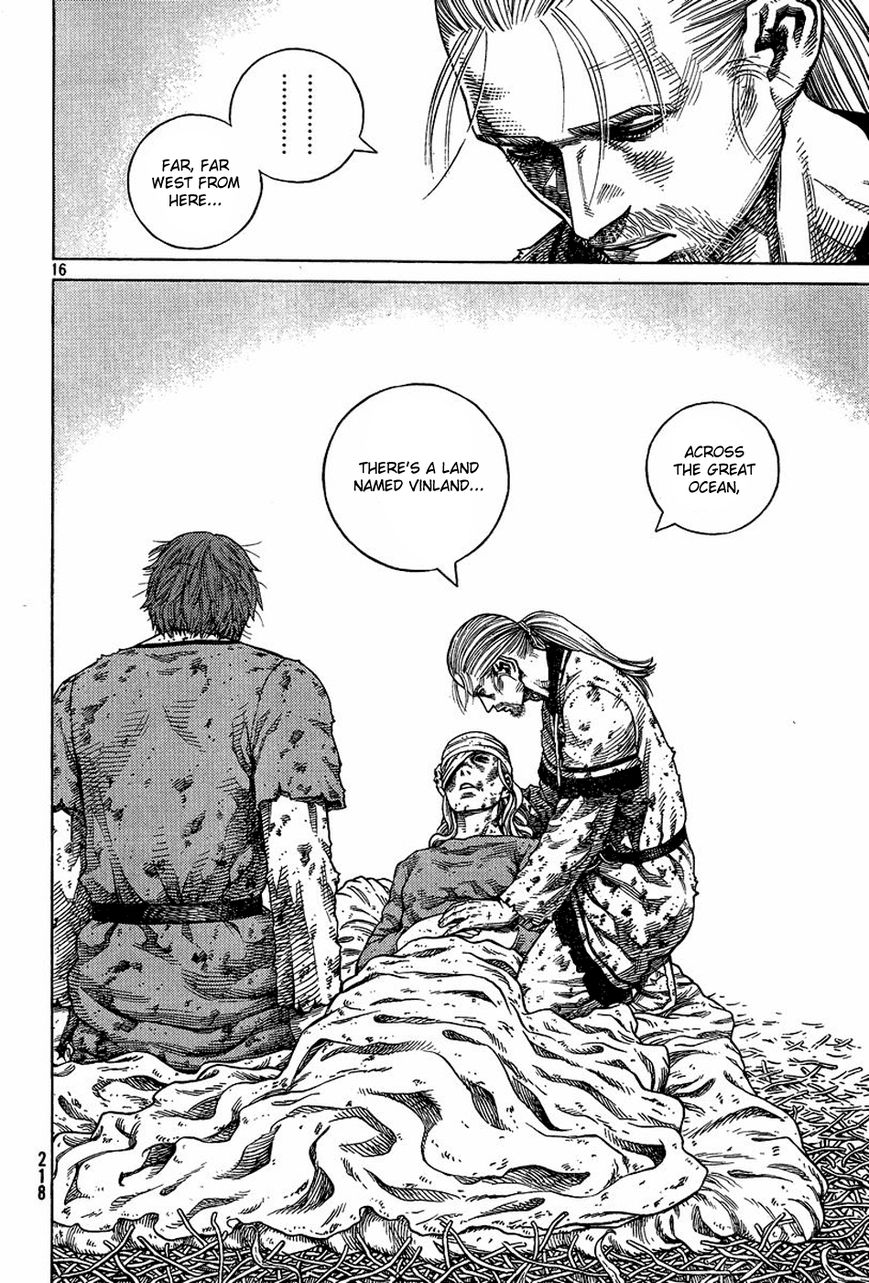 ..........
..........
FAR, FAR
WEST FROM
HERE...
16
ACROSS
THE GREAT
OCEAN,
THERE'S A LAND
NAMED VINLAND...
218